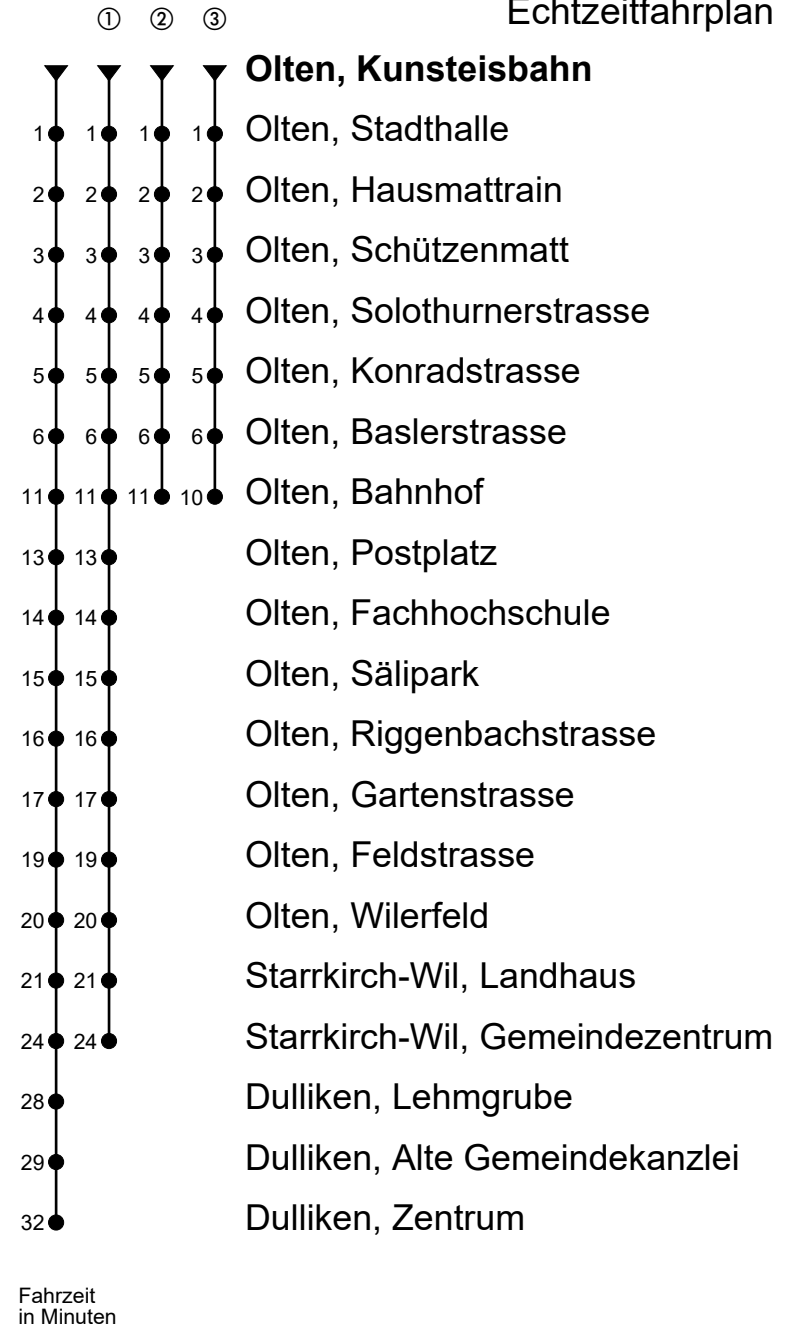 Echtzeitfahrplan
① ② ③
Olten, Kunsteisbahn
1 1 1 1 Olten, Stadthalle
2 2 2 2 Olten, Hausmattrain
3 3 3 3 Olten, Schützenmatt
4 4 4 4 Olten, Solothurnerstrasse
5 5 5 5 Olten, Konradstrasse
6 6 6 6 Olten, Baslerstrasse
11 11 11 10 Olten, Bahnhof
13 13 Olten, Postplatz
14 14 Olten, Fachhochschule
15 15 Olten, Sälipark
16 16 Olten, Riggenbachstrasse
17 17 Olten, Gartenstrasse
19 19 Olten, Feldstrasse
20 20 Olten, Wilerfeld
21 21 Starrkirch-Wil, Landhaus
24 24 Starrkirch-Wil, Gemeindezentrum
28 Dulliken, Lehmgrube
29 Dulliken, Alte Gemeindekanzlei
32 Dulliken, Zentrum
Fahrzeit
in Minuten